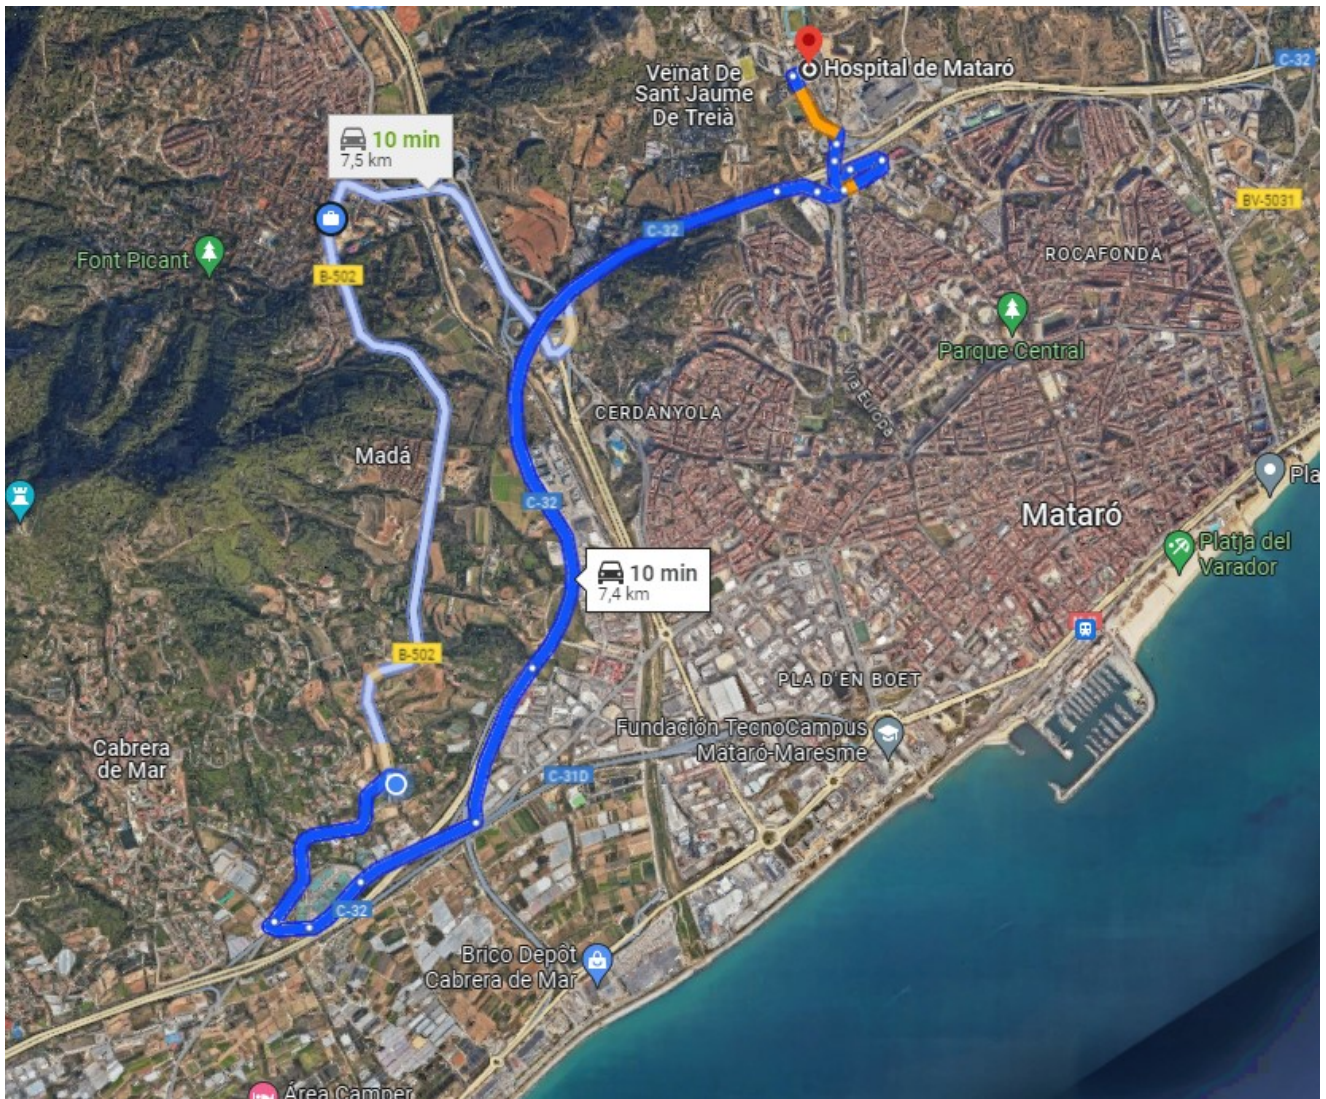 C-32
Hospital de Mataró
Veïnat De
Sant Jaume
De Treià
10 min
7,5 km
BV-5031
C-32
ROCAFONDA
Font Picant
B-502
Parque Central
Via Europa
CERDANYOLA
Madá
Pla
C-32
Mataró
Platja del
Varador
10 min
7,4 km
B-502
PLA D'EN BOET
Fundación TecnoCampus
Mataró-Maresme
Cabrera
de Mar
C-31D
C-32
Brico Depôt
Cabrera de Mar
Área Camper